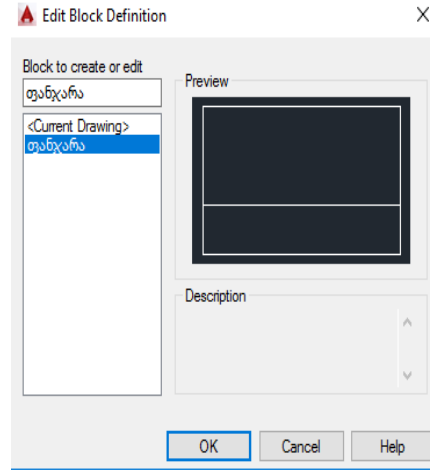 Edit Block Definition
Block to create or edit
ფანჯარა
<Current Drawing>
ფანჯარა
Preview
Description
OK
Cancel
Help